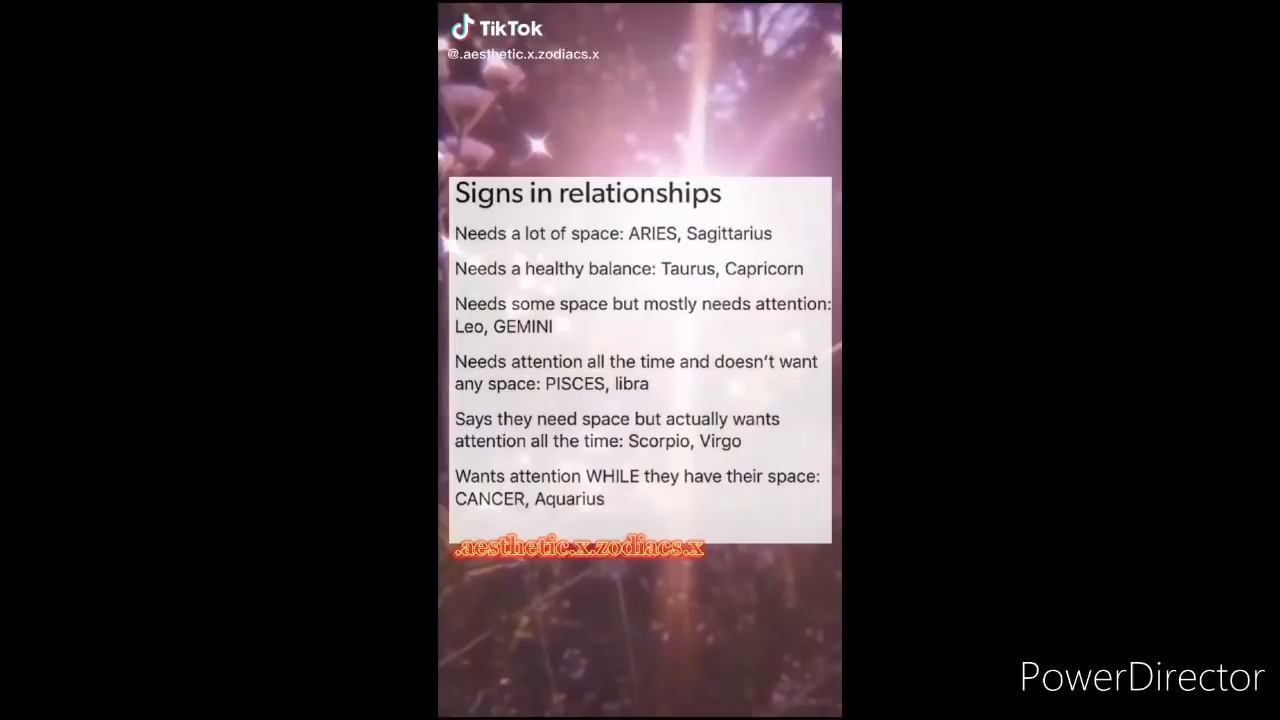 TikTok
@.aesthetic.x.zodiacs.x
Signs in relationships
Needs a lot of space: ARIES, Sagittarius
Needs a healthy balance: Taurus, Capricorn
Needs some space but mostly needs attention:
Leo, GEMINI
Needs attention all the time and doesn't want
any space: PISCES, libra
Says they need space but actually wants
attention all the time: Scorpio, Virgo
Wants attention WHILE they have their space:
CANCER, Aquarius
.aesthetic.x.zodiacs.x
PowerDirector